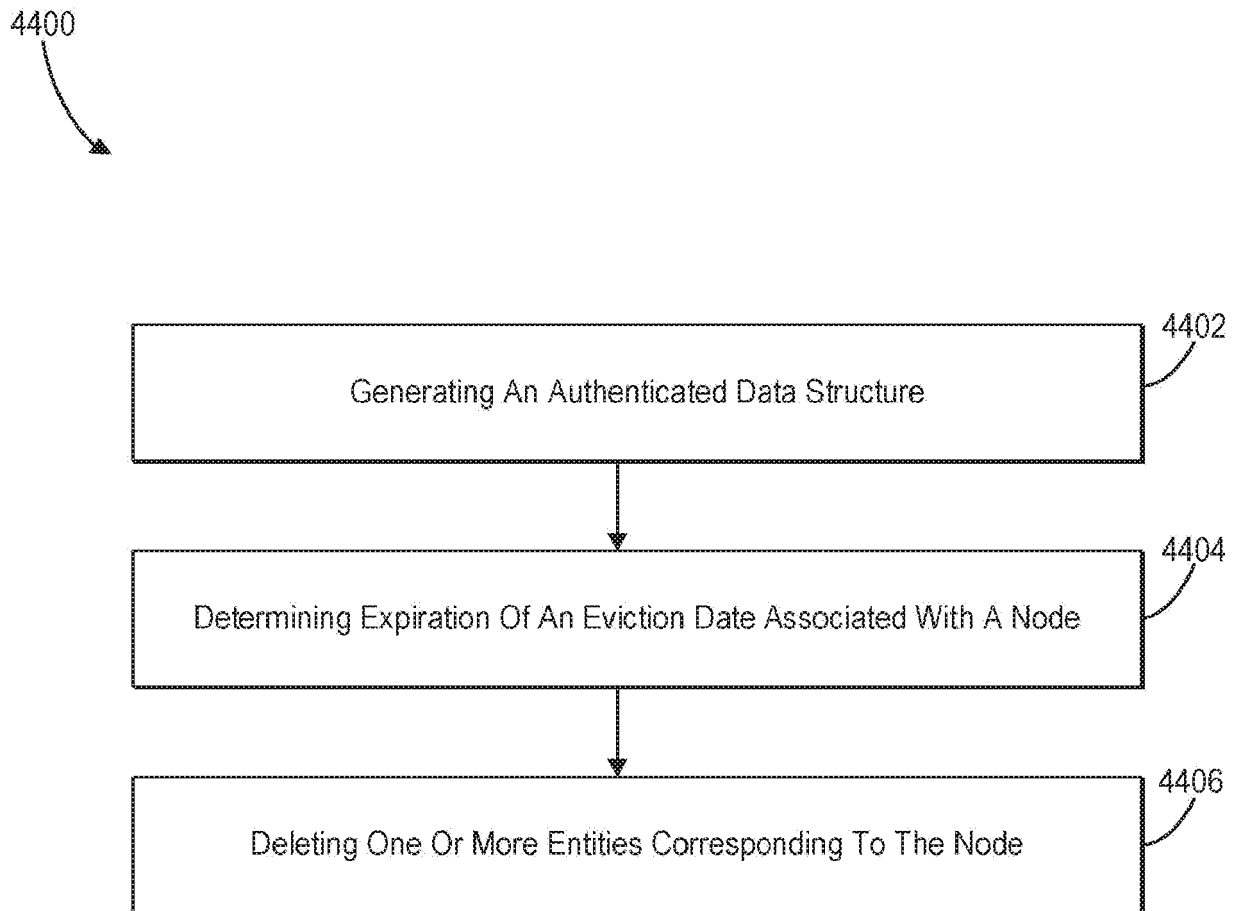 4400
4402
Generating An Authenticated Data Structure
4404
Determining Expiration Of An Eviction Date Associated With A Node
4406
Deleting One Or More Entities Corresponding To The Node